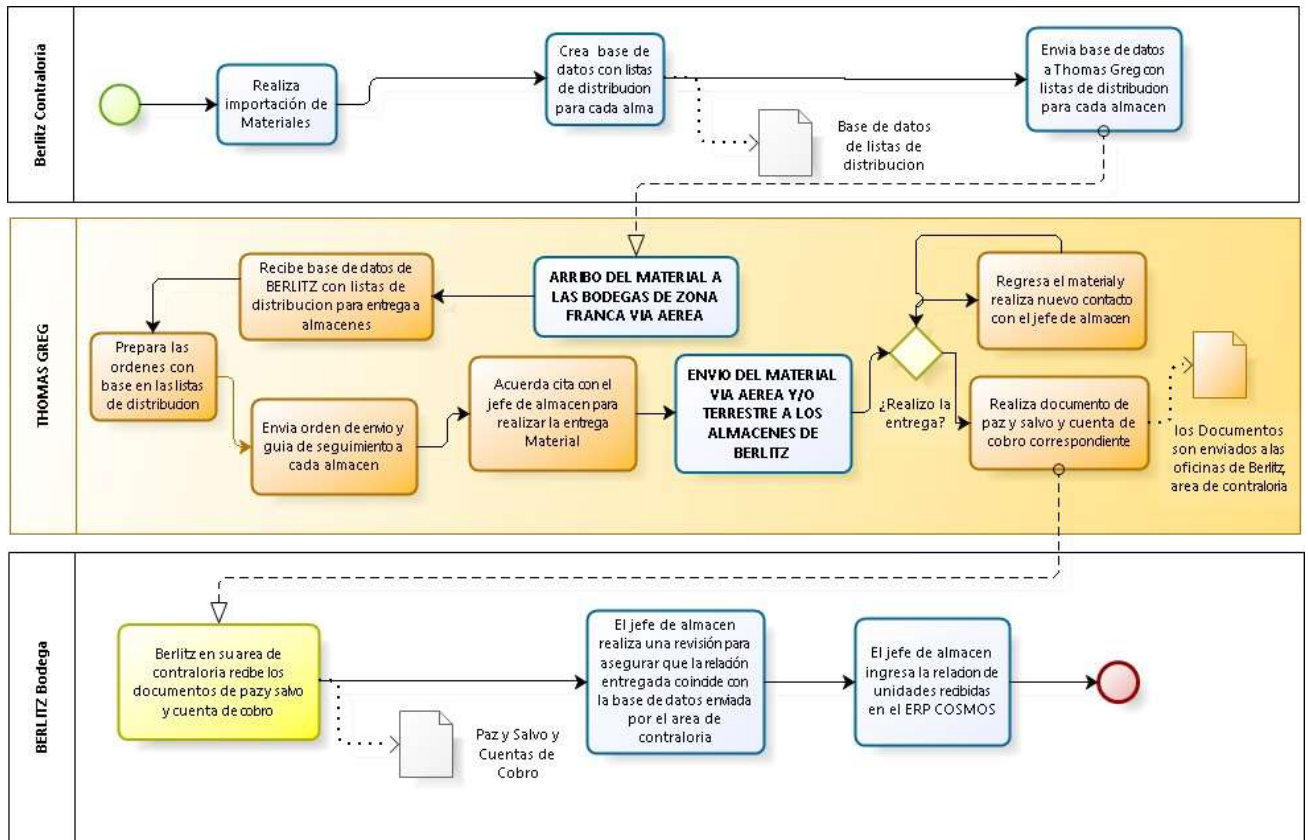 Berlitz Contraloria
Realiza
importación de
Materiales
Crea base de
datos con listas
de distribucion
para cada alma
Base de datos
de listas de
distribucion
Envia base de datos
a Thomas Greg con
listas de distribucion
para cada almacen
THOMAS GREG
Recibe base de datos de
BERLITZ con listas de
distribucion para entrega a
almacenes
ARRIBO DEL MATERIAL A
LAS BODEGAS DE ZONA
FRANCA VIA AEREA
Regresa el material y
realiza nuevo contacto
con el jefe de almacen
Prepara las
ordenes con
base en las listas
de distribucion
Envia orden de envio y
guia de seguimiento a
cada almacen
Acuerda cita con el
jefe de almacen para
realizar la entrega
Material
ENVIO DEL MATERIAL
VIA AEREA Y/O
TERRESTRE A LOS
ALMACENES DE
BERLITZ
¿Realizo la
entrega?
Realiza documento de
paz y salvo y cuenta de
cobro correspondiente
los Documentos
son enviados a las
oficinas de Berlitz,
area de contraloria
BERLITZ Bodega
Berlitz en su area de
contraloria recibe los
documentos de paz y salvo
y cuenta de cobro
Paz y Salvo y
Cuentas de
Cobro
El jefe de almacen
realiza una revisión para
asegurar que la relación
entregada coincide con
la base de datos enviada
por el area de
contraloria
El jefe de almacen
ingresa la relacion de
unidades recibidas
en el ERP COSMOS